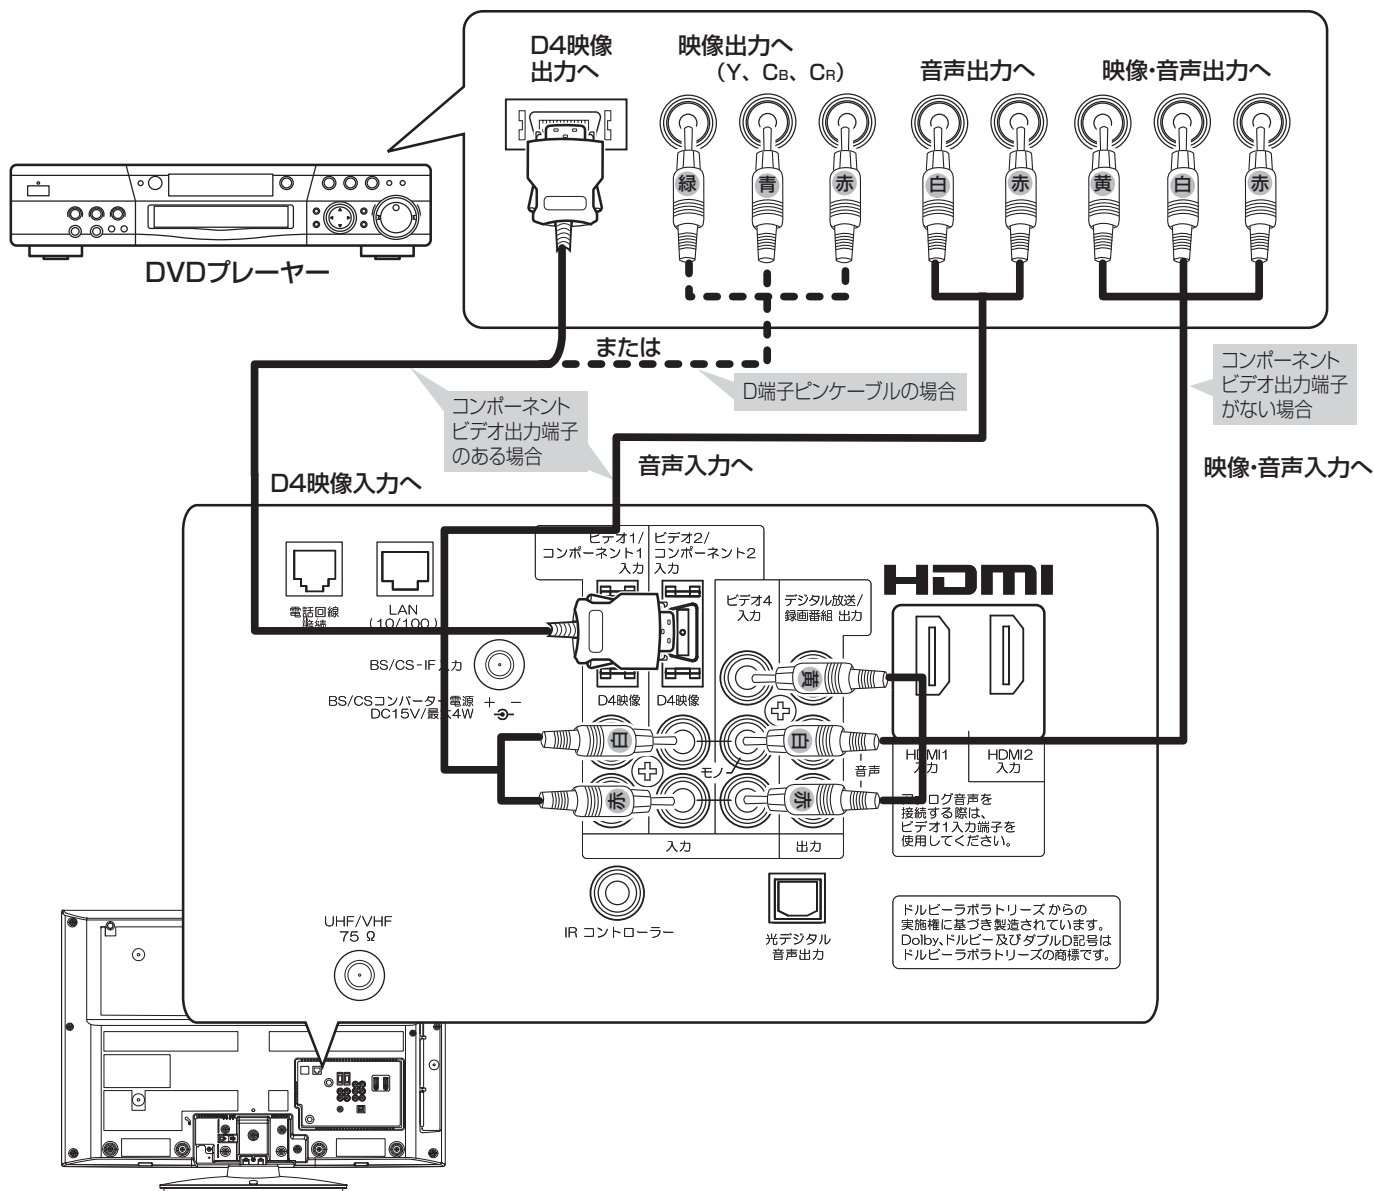 D4映像
出力へ
映像出力へ
(Y、CB、CR)
音声出力へ
映像・音声出力へ
緑
青
赤
白
赤
黄
白
赤
DVDプレーヤー
または
コンポーネント
ビデオ出力端子
のある場合
D端子ピンケーブルの場合
コンポーネント
ビデオ出力端子
がない場合
D4映像入力へ
音声入力へ
映像・音声入力へ
電話回線
接続
LAN
(10/100)
ビデオ1/
コンポーネント1
入力
ビデオ2/
コンポーネント2
入力
ビデオ4
入力
デジタル放送/
録画番組 出力
HDMI
BS/CS-IF入力
BS/CSコンバーター電源
DC15V/最大4W
+ −
D4映像
D4映像
黄
白
白
モノ
音声
赤
赤
入力
出力
HDMI1
入力
HDMI2
入力
アナログ音声を
接続する際は、
ビデオ1入力端子を
使用してください。
UHF/VHF
75 Ω
IR コントローラー
光デジタル
音声出力
ドルビーラボラトリーズからの
実施権に基づき製造されています。
Dolby、ドルビー及びダブルD記号は
ドルビーラボラトリーズの商標です。